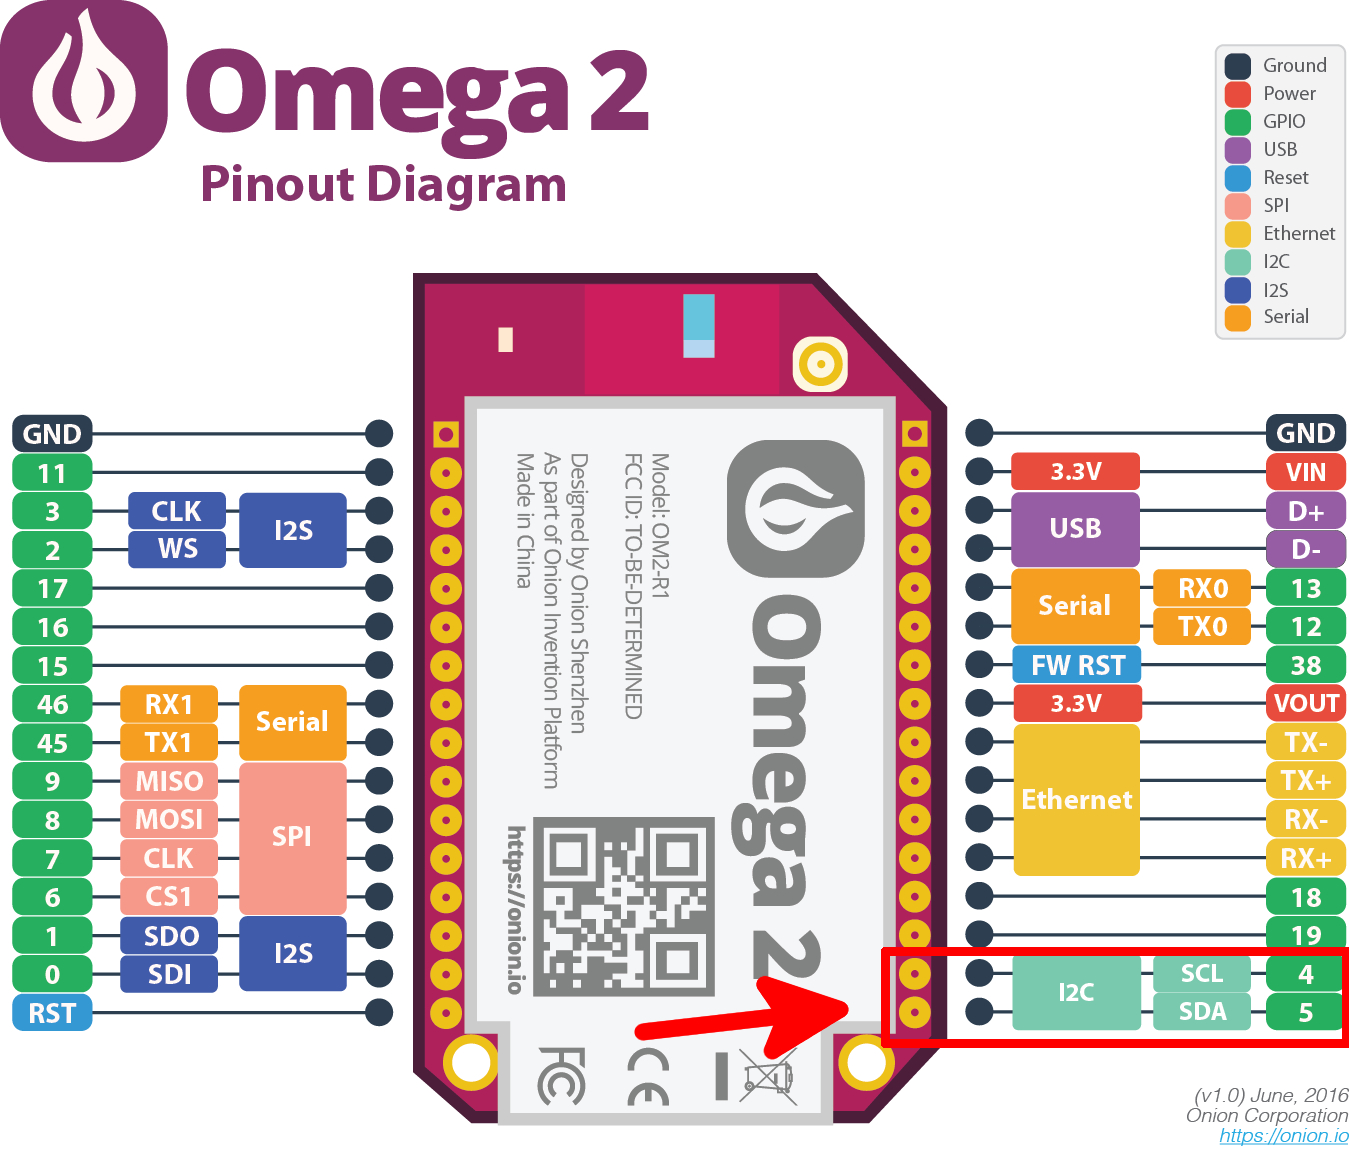 Omega 2
Pinout Diagram
Ground
Power
GPIO
USB
Reset
SPI
Ethernet
I2C
I2S
Serial
GND
11
3 CLK I2S
2 WS
17
16
15
46 RX1 Serial
45 TX1
9 MISO SPI
8 MOSI
7 CLK
6 CS1
1 SDO I2S
0 SDI
RST
Model: OM2-R1
FCC ID: TO-BE-DETERMINED
Designed by Onion Shenzhen
As part of Onion Invention Platform
Made in China
omega 2
https://onion.io
FC
CE
GND
3.3V VIN
USB D+
D-
Serial RX0 13
TX0 12
FW RST 38
3.3V VOUT
Ethernet TX-
TX+
RX-
RX+
18
19
I2C SCL 4
SDA 5
(v1.0) June, 2016
Onion Corporation
https://onion.io